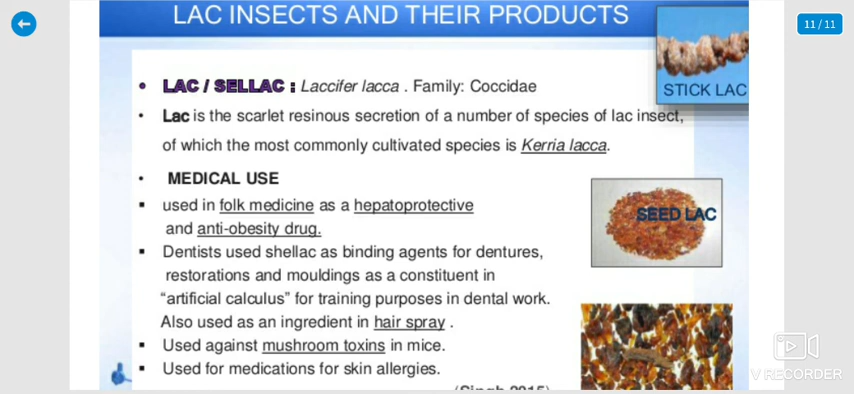 LAC INSECTS AND THEIR PRODUCTS
11 / 11
STICK LAC
• LAC / SELLAC : Laccifer lacca . Family: Coccidae
• Lac is the scarlet resinous secretion of a number of species of lac insect,
of which the most commonly cultivated species is Kerria lacca.
• MEDICAL USE
▪ used in folk medicine as a hepatoprotective
and anti-obesity drug.
SEED LAC
▪ Dentists used shellac as binding agents for dentures,
restorations and mouldings as a constituent in
“artificial calculus” for training purposes in dental work.
Also used as an ingredient in hair spray .
▪ Used against mushroom toxins in mice.
▪ Used for medications for skin allergies.
(Singh 2015)
V RECORDER